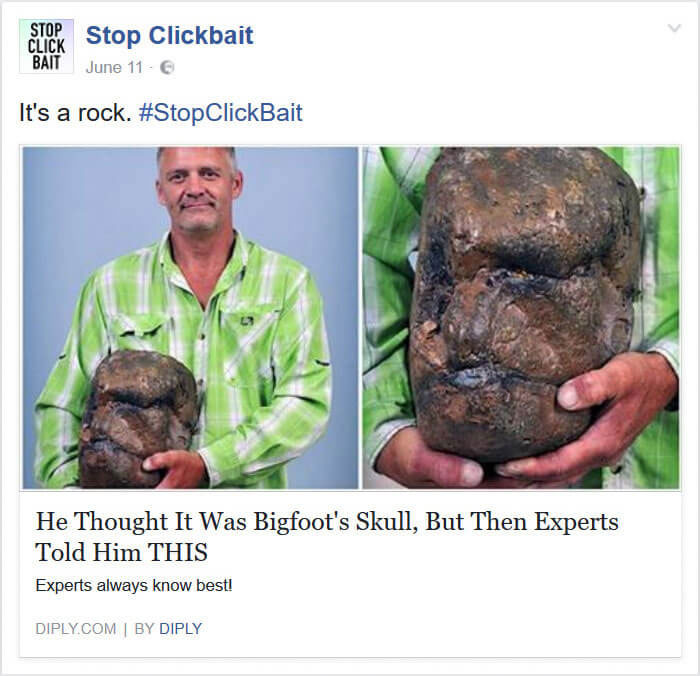 STOP
CLICK
BAIT
Stop Clickbait
June 11 ·
It's a rock. #StopClickBait
He Thought It Was Bigfoot's Skull, But Then Experts
Told Him THIS
Experts always know best!
DIPLY.COM | BY DIPLY